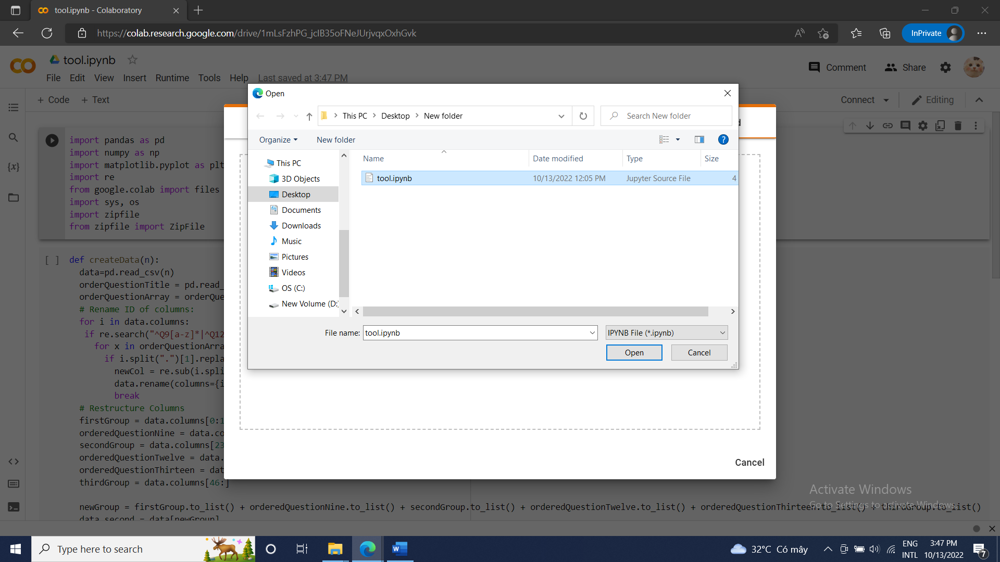 tool.ipynb - Colaboratory
https://colab.research.google.com/drive/1mLsFzhPG_jcIB35oFNeJUrjvqxOxhGvk
InPrivate
tool.ipynb
File Edit View Insert Runtime Tools Help Last saved at 3:47 PM
Comment Share
+ Code + Text
Connect Editing
import pandas as pd
import numpy as np
import matplotlib.pyplot as plt
import re
from google.colab import files
import sys, os
import zipfile
from zipfile import ZipFile
[ ] def createData(n):
data=pd.read_csv(n)
orderQuestionTitle = pd.read_
orderQuestionArray = orderQue
# Rename ID of columns:
for i in data.columns:
if re.search("^Q9[a-z]*|^Q12
for x in orderQuestionArra
if i.split(".")[1].repla
newCol = re.sub(i.spli
data.rename(columns={i
break
# Restructure Columns
firstGroup = data.columns[0:1
orderedQuestionNine = data.co
secondGroup = data.columns[23
orderedQuestionTwelve = data.
orderedQuestionThirteen = dat
thirdGroup = data.columns[46:]
newGroup = firstGroup.to_list() + orderedQuestionNine.to_list() + secondGroup.to_list() + orderedQuestionTwelve.to_list() + orderedQuestionThirteen.to_list() + thirdGroup.to_list()
data_second = data[newGroup]
Open
This PC > Desktop > New folder
Search New folder
Organize New folder
This PC
3D Objects
Desktop
Documents
Downloads
Music
Pictures
Videos
OS (C:)
New Volume (D:)
Name Date modified Type Size
tool.ipynb 10/13/2022 12:05 PM Jupyter Source File 4
File name: tool.ipynb IPYNB File (*.ipynb)
Open Cancel
Cancel
Activate Windows
Go to Settings to activate Windows.
Type here to search
32°C Có mây
ENG
INTL
3:47 PM
10/13/2022
7